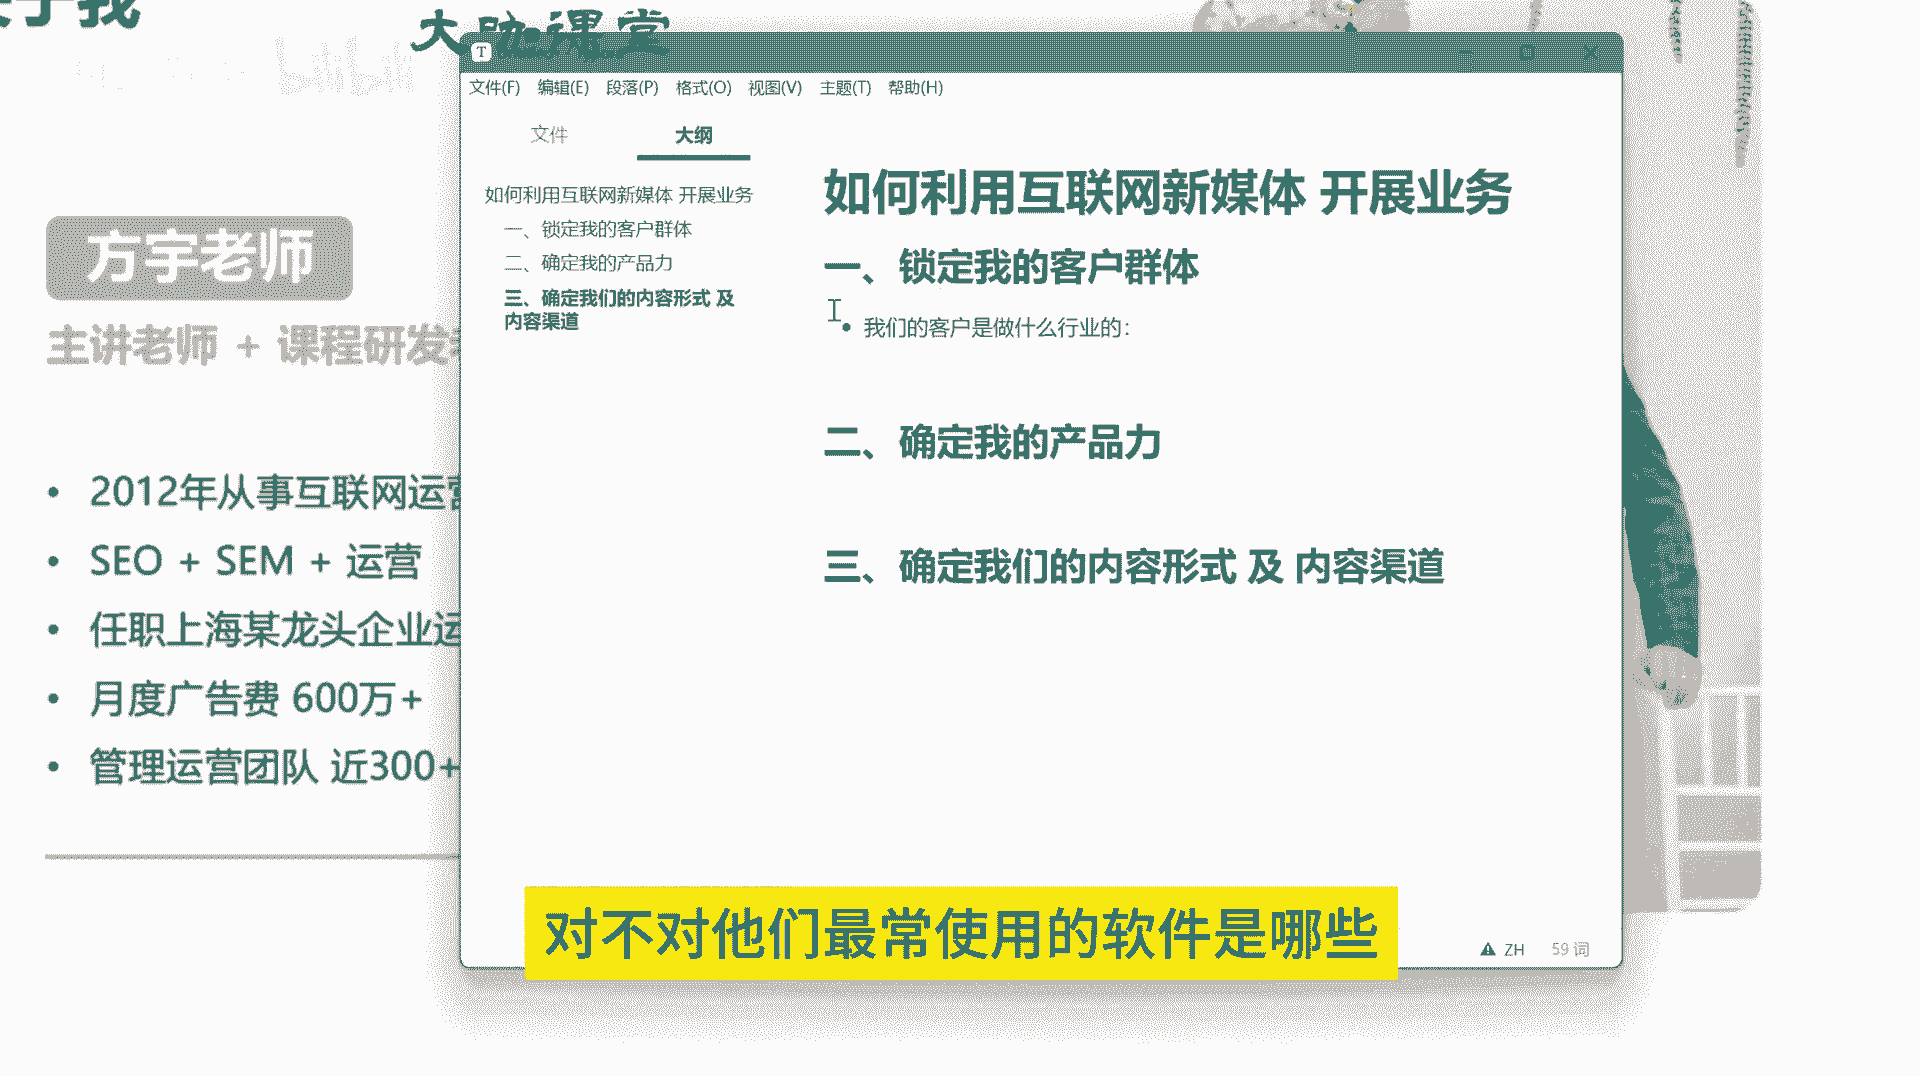 关于我
大咖课堂
bilibili
T
文件(F) 编辑(E) 段落(P) 格式(O) 视图(V) 主题(T) 帮助(H)
文件 大纲
如何利用互联网新媒体 开展业务
一、锁定我的客户群体
二、确定我的产品力
三、确定我们的内容形式 及
内容渠道
如何利用互联网新媒体 开展业务
一、锁定我的客户群体
• 我们的客户是做什么行业的：
二、确定我的产品力
三、确定我们的内容形式 及 内容渠道
方宇老师
主讲老师 + 课程研发
• 2012年从事互联网运营
• SEO + SEM + 运营
• 任职上海某龙头企业运
• 月度广告费 600万+
• 管理运营团队 近300+
对不对他们最常使用的软件是哪些
ZH 59 词